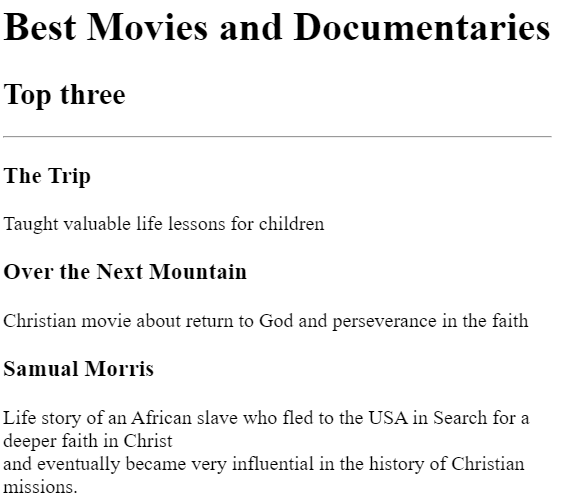 Best Movies and Documentaries
Top three
The Trip
Taught valuable life lessons for children
Over the Next Mountain
Christian movie about return to God and perseverance in the faith
Samual Morris
Life story of an African slave who fled to the USA in Search for a
deeper faith in Christ
and eventually became very influential in the history of Christian
missions.